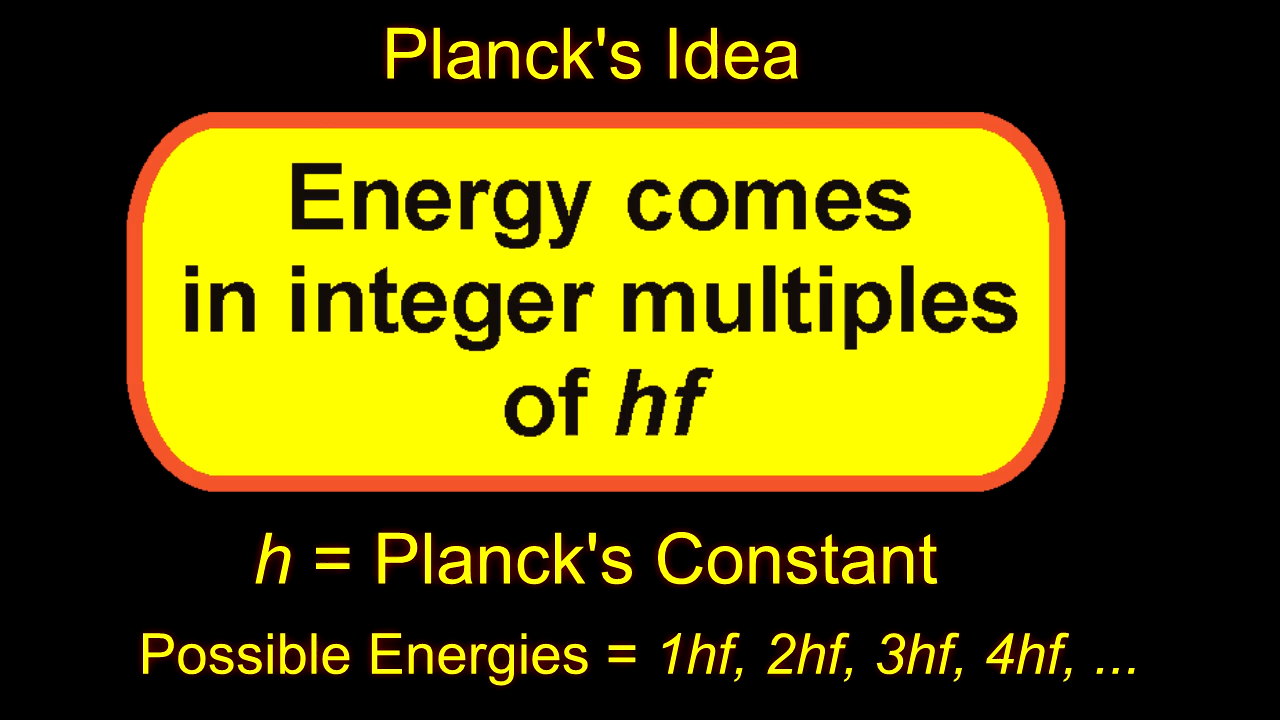 Planck's Idea
Energy comes
in integer multiples
of hf
h = Planck's Constant
Possible Energies = 1hf, 2hf, 3hf, 4hf, ...